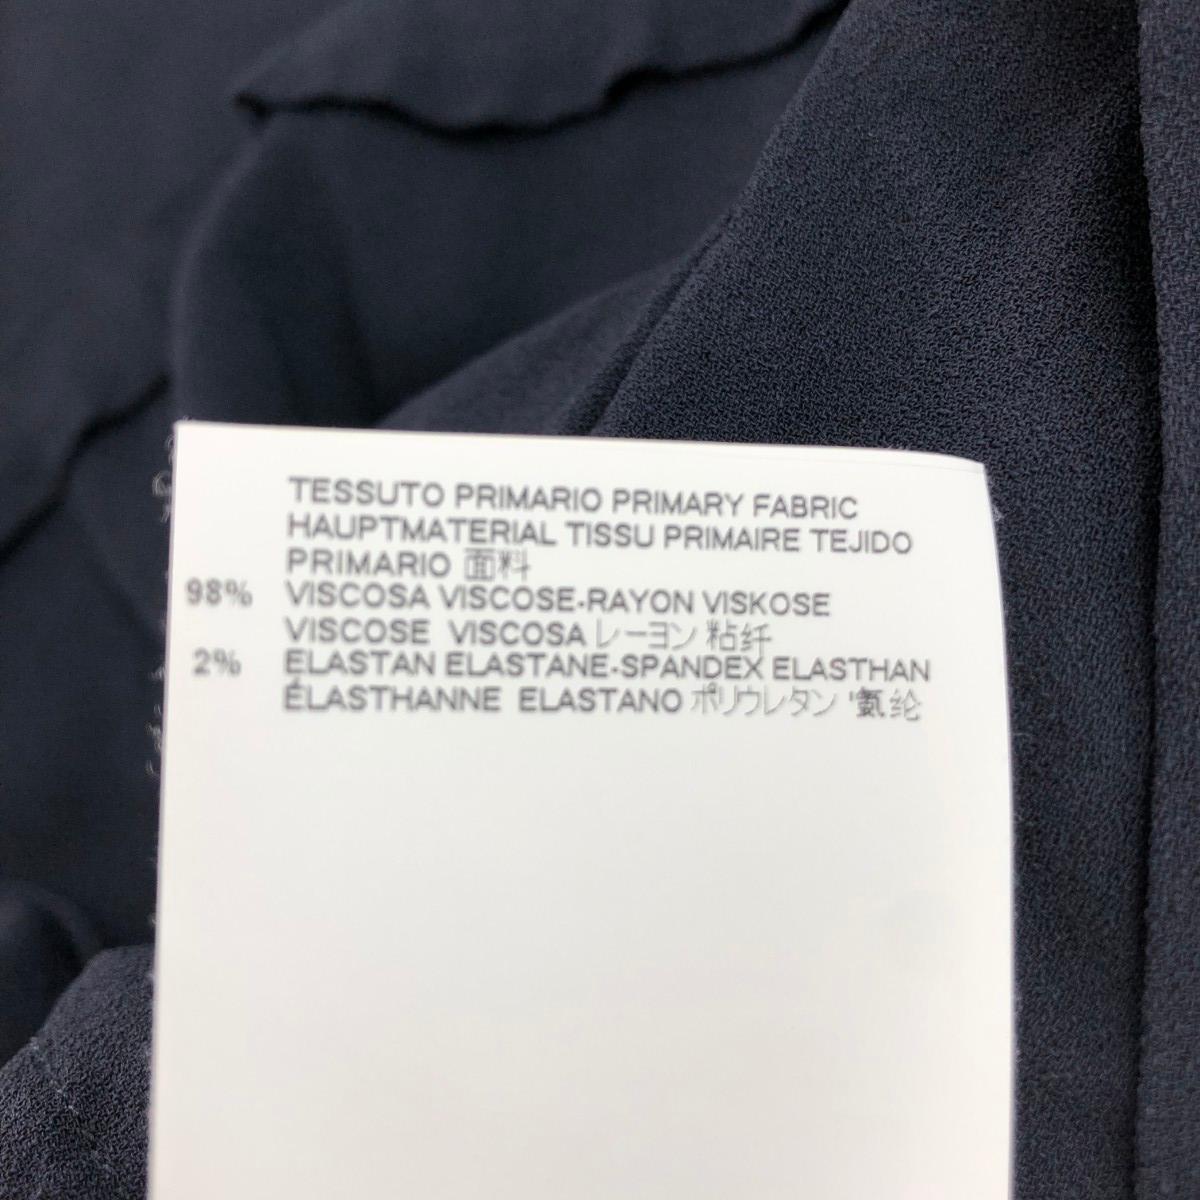 TESSUTO PRIMARIO PRIMARY FABRIC
HAUPTMATERIAL TISSU PRIMAIRE TEJIDO
PRIMARIO 面料
98% VISCOSA VISCOSE-RAYON VISKOSE
VISCOSE VISCOSA レーヨン 粘纤
2% ELASTAN ELASTANE-SPANDEX ELASTHAN
ÉLASTHANNE ELASTANO ポリウレタン '氨纶